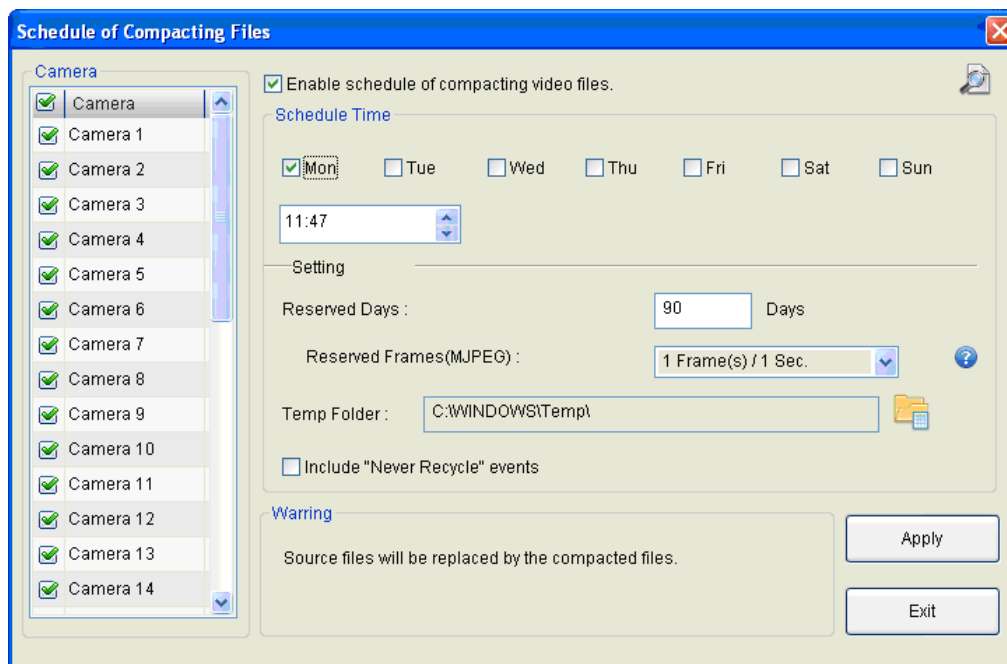 Schedule of Compacting Files
Camera
Camera
Camera 1
Camera 2
Camera 3
Camera 4
Camera 5
Camera 6
Camera 7
Camera 8
Camera 9
Camera 10
Camera 11
Camera 12
Camera 13
Camera 14
Enable schedule of compacting video files.
Schedule Time
Mon Tue Wed Thu Fri Sat Sun
11:47
Setting
Reserved Days : 90 Days
Reserved Frames(MJPEG) : 1 Frame(s) / 1 Sec.
Temp Folder : C:\WINDOWS\Temp\
Include "Never Recycle" events
Warring
Source files will be replaced by the compacted files.
Apply
Exit